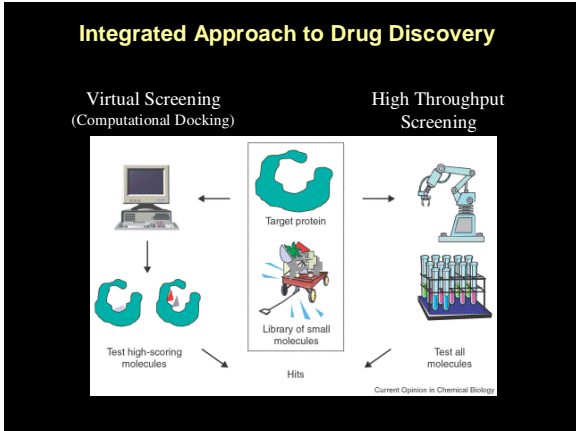 Integrated Approach to Drug Discovery
Virtual Screening
(Computational Docking)
High Throughput
Screening
Target protein
Library of small
molecules
Test high-scoring
molecules
Hits
Test all
molecules
Current Opinion in Chemical Biology